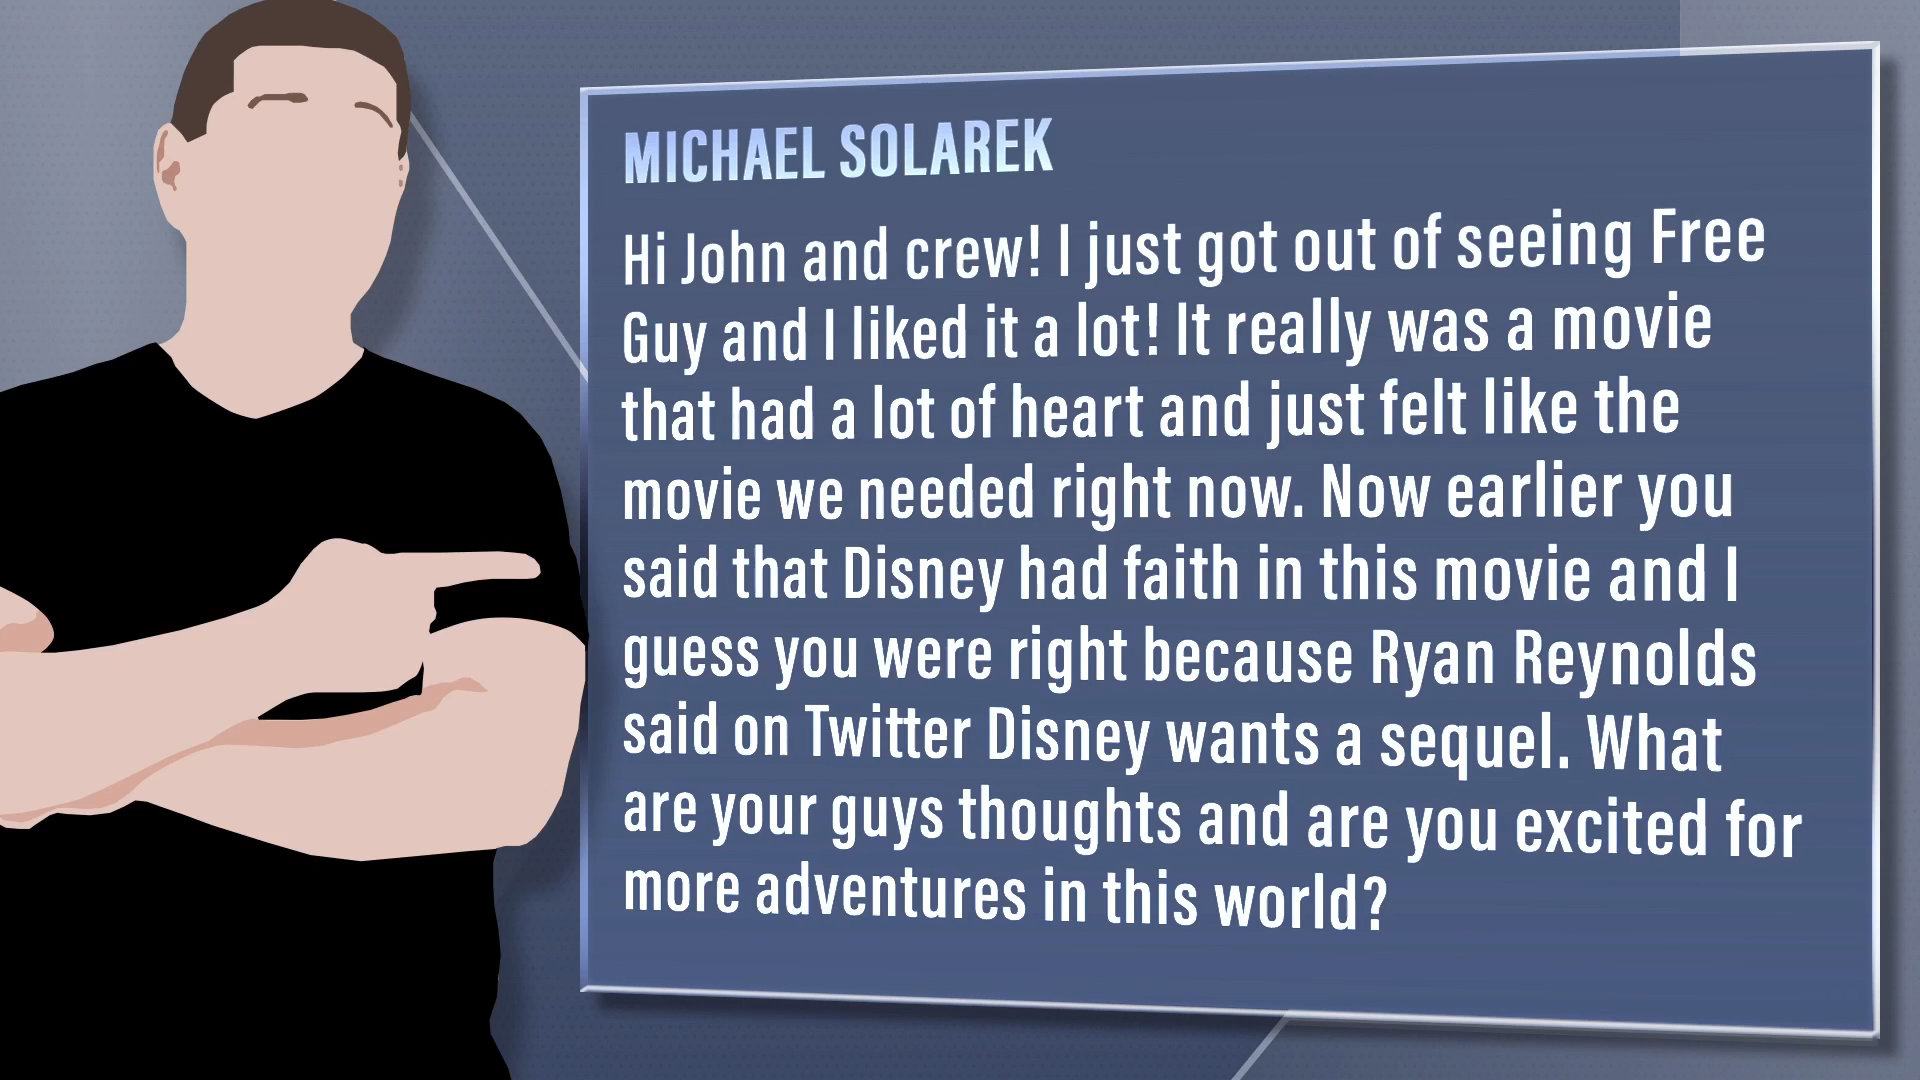 MICHAEL SOLAREK
Hi John and crew! I just got out of seeing Free
Guy and I liked it a lot! It really was a movie
that had a lot of heart and just felt like the
movie we needed right now. Now earlier you
said that Disney had faith in this movie and I
guess you were right because Ryan Reynolds
said on Twitter Disney wants a sequel. What
are your guys thoughts and are you excited for
more adventures in this world?